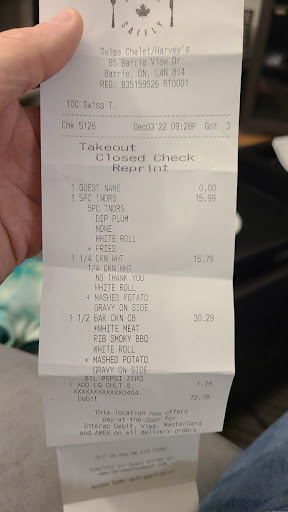 SAFELY
Swiss Chalet/Harvey's
85 Barrie View Dr
Barrie, ON, L4N 8V4
REG: 835159526 RT0001
100 Swiss T.
Chk 5126 Dec03'22 09:28P Gst 3
Takeout
Closed Check
Reprint
1 GUEST NAME 0.00
1 5PC TNDRS 15.99
5PC TNDRS
DIP PLUM
NONE
WHITE ROLL
+ FRIES
1 1/4 CKN WHT 15.79
1/4 CKN WHT
NO THANK YOU
WHITE ROLL
+ MASHED POTATO
GRAVY ON SIDE
1 1/2 BAK CKN CB 30.29
*WHITE MEAT
RIB SMOKY BBQ
WHITE ROLL
+ MASHED POTATO
GRAVY ON SIDE
BTL PEPSI ZERO
1 ADD LG CHLT S 1.79
XXXXXXXXXXXX0404
Debit 72.18
This location now offers
pay-at-the-door for
Interac Debit, Visa, MasterCard
and AMEX on all delivery orders.